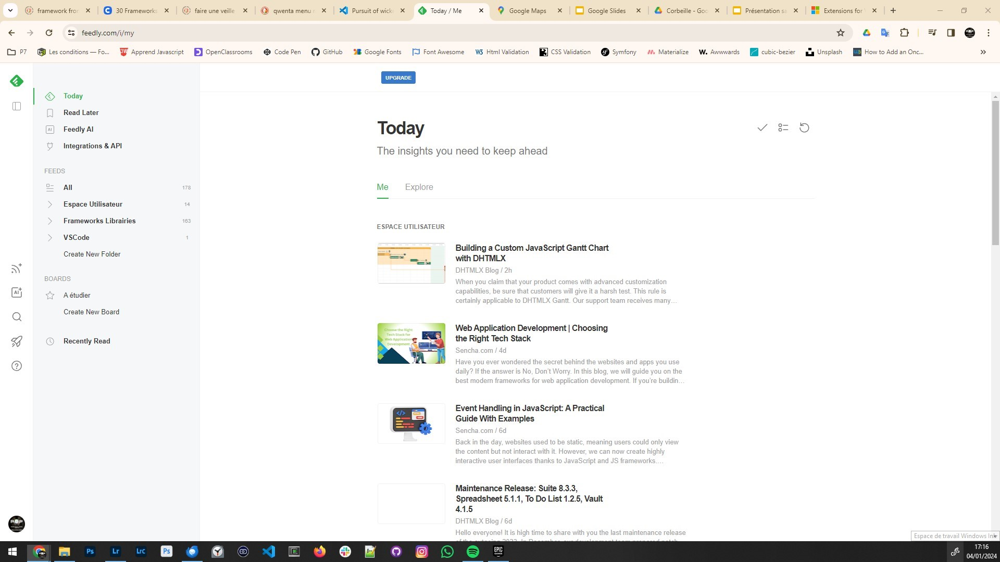 framework fron
30 Frameworks
faire une veille
qwenta menu
Pursuit of wicke
Today / Me
Google Maps
Google Slides
Corbeille - Goo
Présentation sa
Extensions for
feedly.com/i/my
P7
Les conditions — Fo...
Apprend Javascript
OpenClassrooms
Code Pen
GitHub
Google Fonts
Font Awesome
Html Validation
CSS Validation
Symfony
Materialize
Awwwards
cubic-bezier
Unsplash
How to Add an Onc...
UPGRADE
Today
Read Later
Feedly AI
Integrations & API
FEEDS
All 178
Espace Utilisateur 14
Frameworks Librairies 163
VSCode 1
Create New Folder
BOARDS
A étudier
Create New Board
Recently Read
Today
The insights you need to keep ahead
Me Explore
ESPACE UTILISATEUR
Building a Custom JavaScript Gantt Chart
with DHTMLX
DHTMLX Blog / 2h
When you claim that your product comes with advanced customization
capabilities, be sure that customers will give it a harsh test. This rule is
certainly applicable to DHTMLX Gantt. Our support team receives many…
Choose the Right
Tech Stack for
Web Application
Development
Web Application Development | Choosing
the Right Tech Stack
Sencha.com / 4d
Have you ever wondered the secret behind the websites and apps you use
daily? If the answer is No, Don’t Worry. In this blog, we will guide you on the
best modern frameworks for web application development. If you’re buildin…
Event Handling in JavaScript: A Practical
Guide With Examples
Sencha.com / 6d
Back in the day, websites used to be static, meaning users could only view
the content but not interact with it. However, we can now create highly
interactive user interfaces thanks to JavaScript and JS frameworks.…
Maintenance Release: Suite 8.3.3,
Spreadsheet 5.1.1, To Do List 1.2.5, Vault
4.1.5
DHTMLX Blog / 6d
Hello everyone! It is high time to share with you the last maintenance release
Espace de travail Windows Ink
17:16
04/01/2024